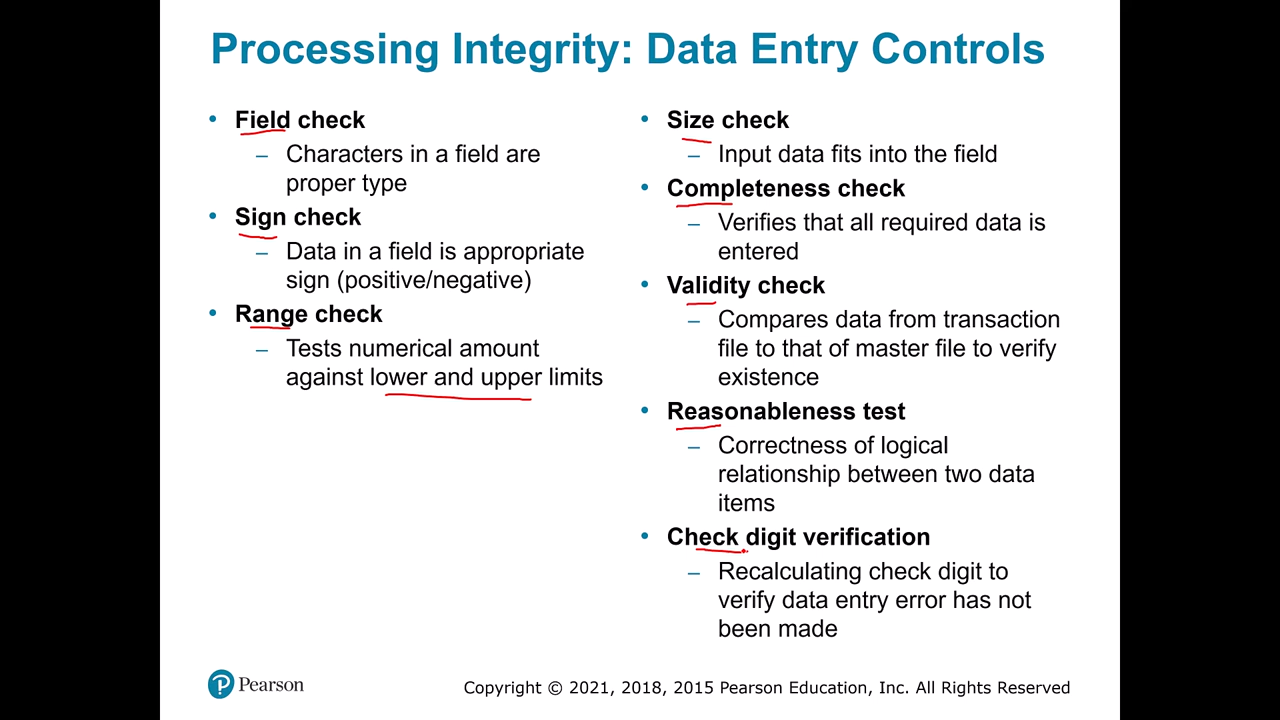 Processing Integrity: Data Entry Controls
• Field check
– Characters in a field are
proper type
• Sign check
– Data in a field is appropriate
sign (positive/negative)
• Range check
– Tests numerical amount
against lower and upper limits
• Size check
– Input data fits into the field
• Completeness check
– Verifies that all required data is
entered
• Validity check
– Compares data from transaction
file to that of master file to verify
existence
• Reasonableness test
– Correctness of logical
relationship between two data
items
• Check digit verification
– Recalculating check digit to
verify data entry error has not
been made
P Pearson
Copyright © 2021, 2018, 2015 Pearson Education, Inc. All Rights Reserved